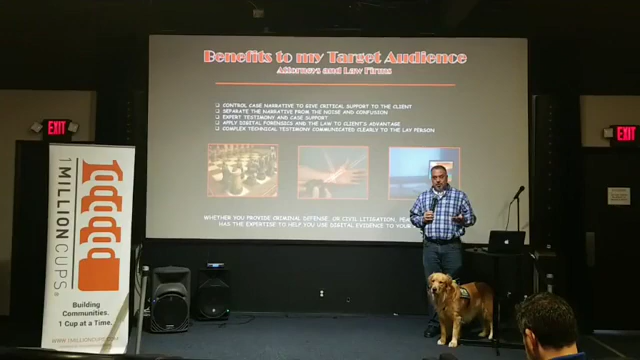 Benefits to my Target Audience
Attorneys and Law Firms
CONTROL CASE NARRATIVE TO GIVE CRITICAL SUPPORT TO THE CLIENT
SEPARATE THE NARRATIVE FROM THE NOISE AND CONFUSION
EXPERT TESTIMONY AND CASE SUPPORT
APPLY DIGITAL FORENSICS AND THE LAW TO CLIENT'S ADVANTAGE
COMPLEX TECHNICAL TESTIMONY COMMUNICATED CLEARLY TO THE LAY PERSON
WHETHER YOU PROVIDE CRIMINAL DEFENSE, OR CIVIL LITIGATION,
HAS THE EXPERTISE TO HELP YOU USE DIGITAL EVIDENCE TO YOUR
EXIT
EXIT
1MILLIONCUPS
Building
Communities.
1 Cup at a Time.
WWW.1MILLIONCUPS.COM